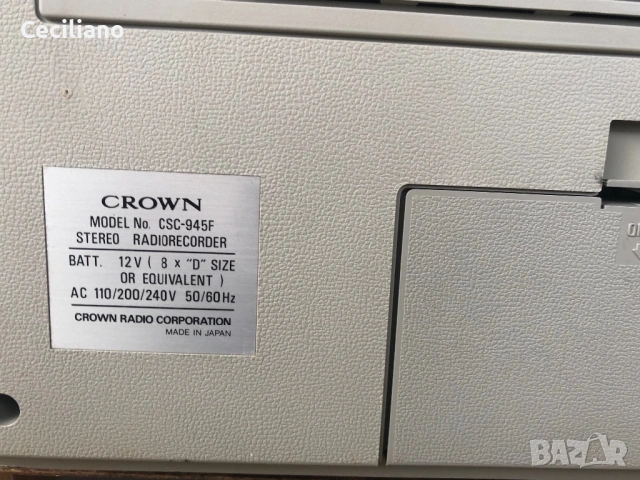 Ceciliano
CROWN
MODEL No. CSC-945F
STEREO RADIORECORDER
BATT. 12V ( 8 x "D" SIZE
OR EQUIVALENT )
AC 110/200/240V 50/60Hz
CROWN RADIO CORPORATION
MADE IN JAPAN
BAZAR